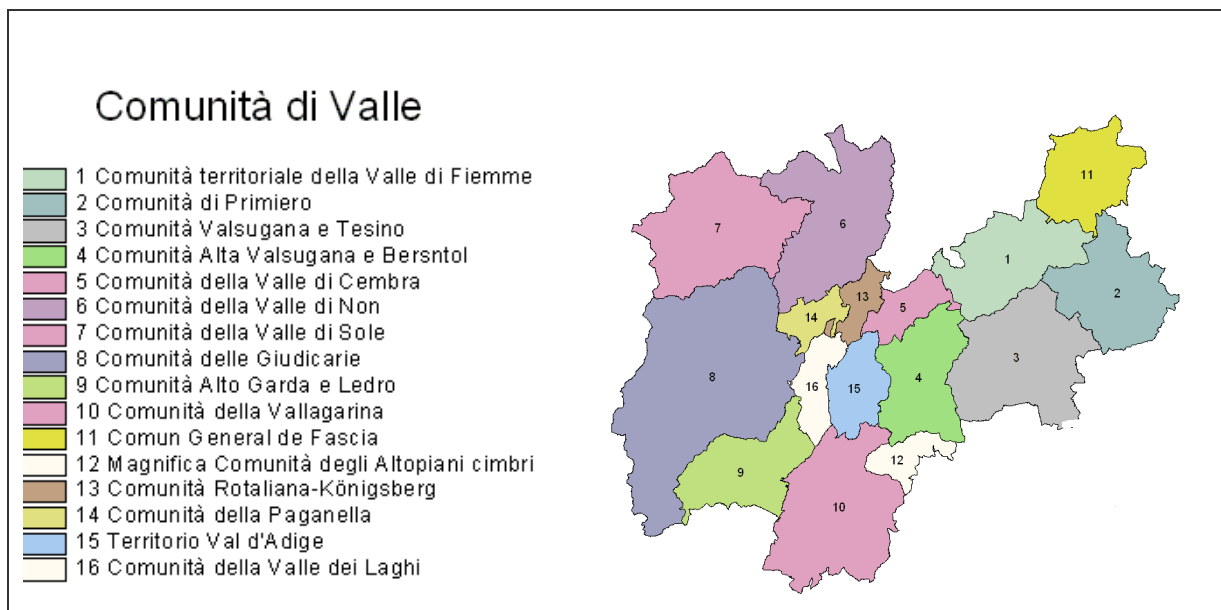 Comunità di Valle
1 Comunità territoriale della Valle di Fiemme
2 Comunità di Primiero
3 Comunità Valsugana e Tesino
4 Comunità Alta Valsugana e Bersntol
5 Comunità della Valle di Cembra
6 Comunità della Valle di Non
7 Comunità della Valle di Sole
8 Comunità delle Giudicarie
9 Comunità Alto Garda e Ledro
10 Comunità della Vallagarina
11 Comun General de Fascia
12 Magnifica Comunità degli Altopiani cimbri
13 Comunità Rotaliana-Königsberg
14 Comunità della Paganella
15 Territorio Val d'Adige
16 Comunità della Valle dei Laghi
11
7
6
1
13
2
5
14
3
8
16
15
4
12
9
10